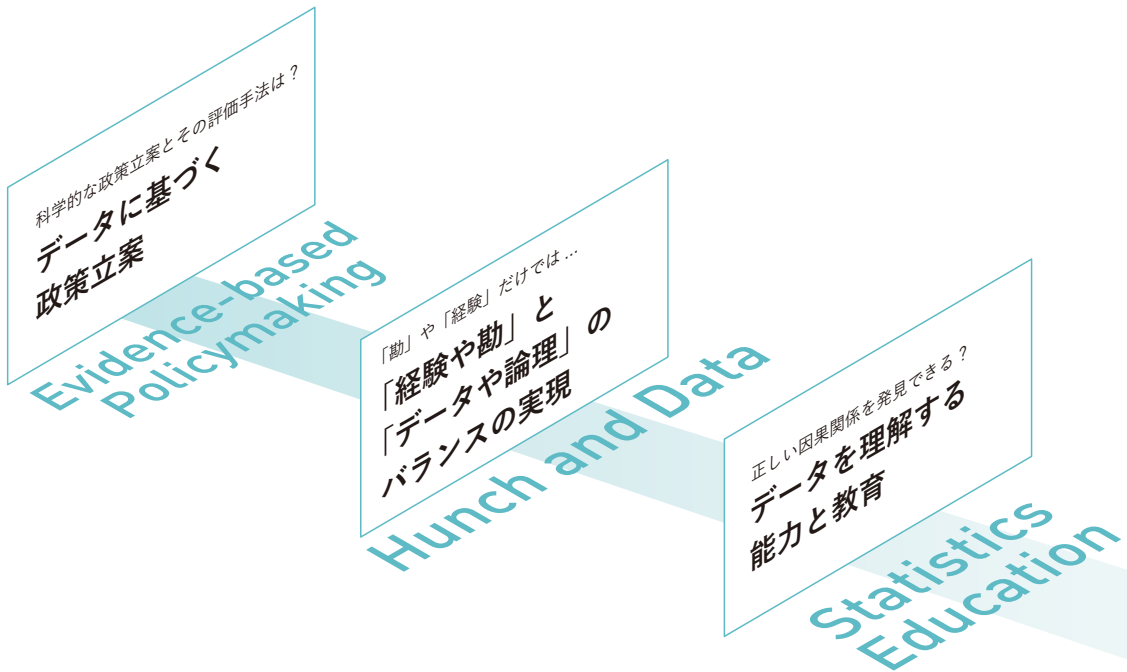 科学的な政策立案とその評価手法は？
データに基づく
政策立案
Evidence-based
Policymaking
「勘」や「経験」だけでは…
「経験や勘」と
「データや論理」の
バランスの実現
Hunch and Data
正しい因果関係を発見できる？
データを理解する
能力と教育
Statistics
Education